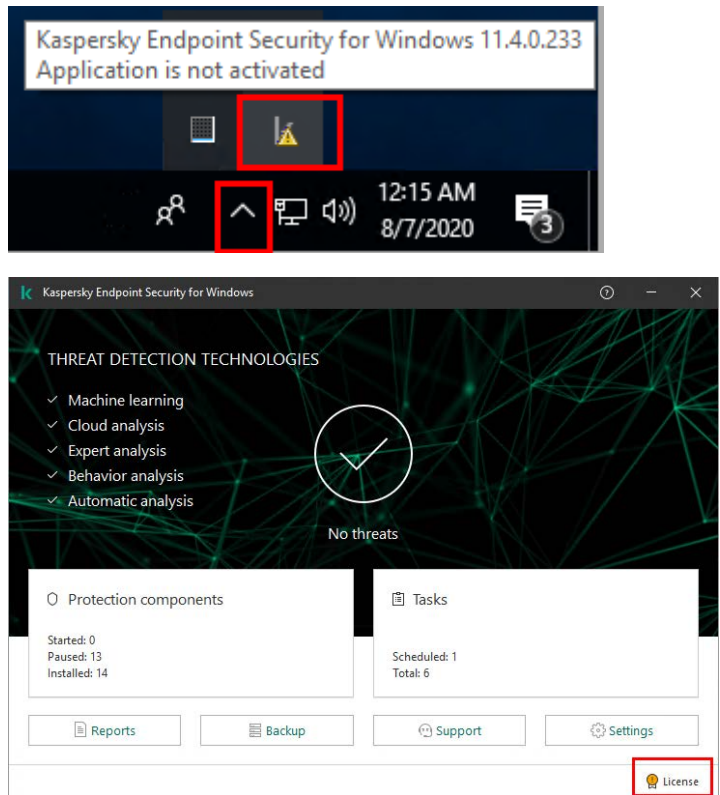 Kaspersky Endpoint Security for Windows 11.4.0.233
Application is not activated
12:15 AM
8/7/2020
3
Kaspersky Endpoint Security for Windows
THREAT DETECTION TECHNOLOGIES
Machine learning
Cloud analysis
Expert analysis
Behavior analysis
Automatic analysis
No threats
Protection components
Started: 0
Paused: 13
Installed: 14
Tasks
Scheduled: 1
Total: 6
Reports
Backup
Support
Settings
License